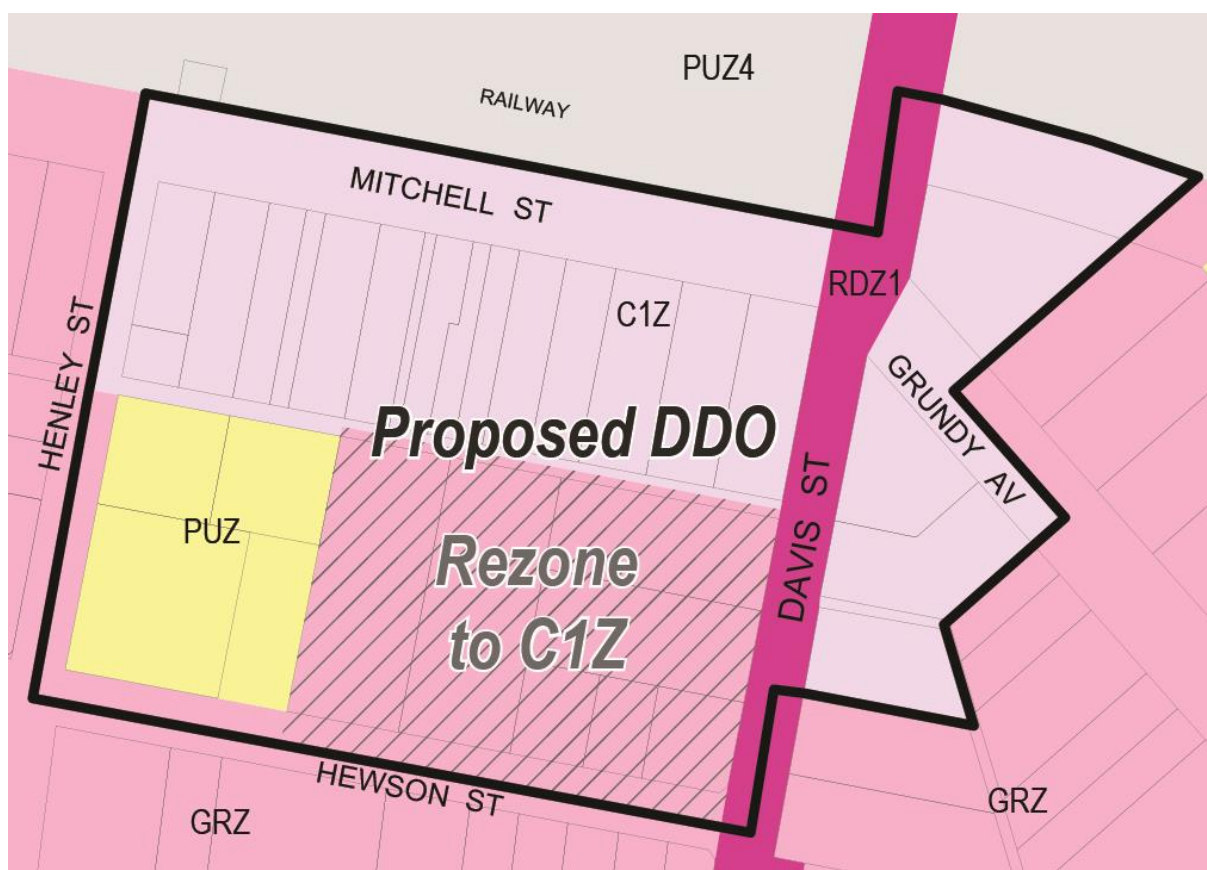 PUZ4
RAILWAY
MITCHELL ST
RDZ1
C1Z
HENLEY ST
GRUNDY AV
Proposed DDO
DAVIS ST
PUZ
Rezone
to C1Z
HEWSON ST
GRZ
GRZ